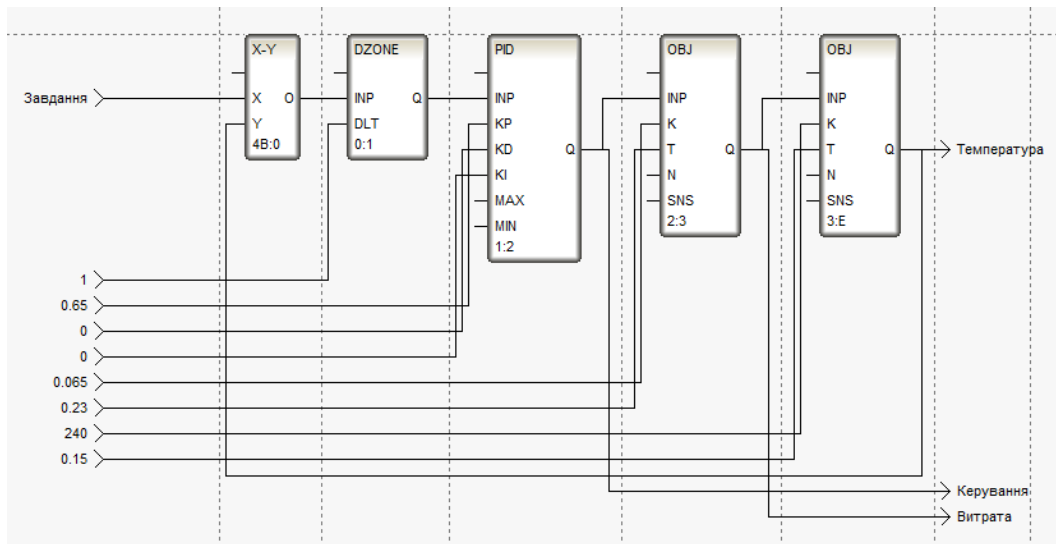 X-Y
X O
Y
4B:0
DZONE
INP Q
DLT
0:1
PID
INP
KP
KD
Q
KI
MAX
MIN
1:2
OBJ
INP
K
T Q
N
SNS
2:3
OBJ
INP
K
T Q
N
SNS
3:E
Завдання
1
0.65
0
0
0.065
0.23
240
0.15
Температура
Керування
Витрата